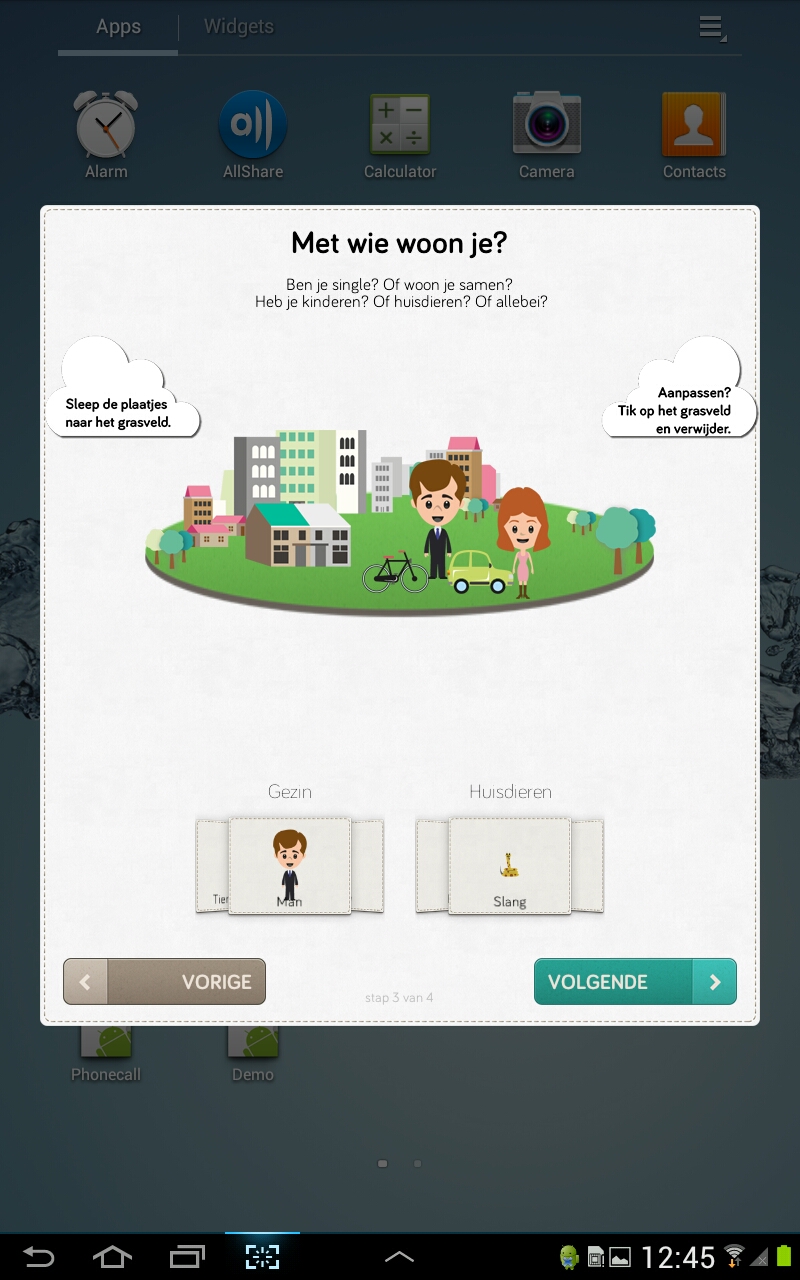 Apps
Widgets
Alarm
AllShare
Calculator
Camera
Contacts
Met wie woon je?
Ben je single? Of woon je samen?
Heb je kinderen? Of huisdieren? Of allebei?
Sleep de plaatjes
naar het grasveld.
Aanpassen?
Tik op het grasveld
en verwijder.
Gezin
Huisdieren
Tier
Man
Slang
VORIGE
stap 3 van 4
VOLGENDE
Phonecall
Demo
12:45